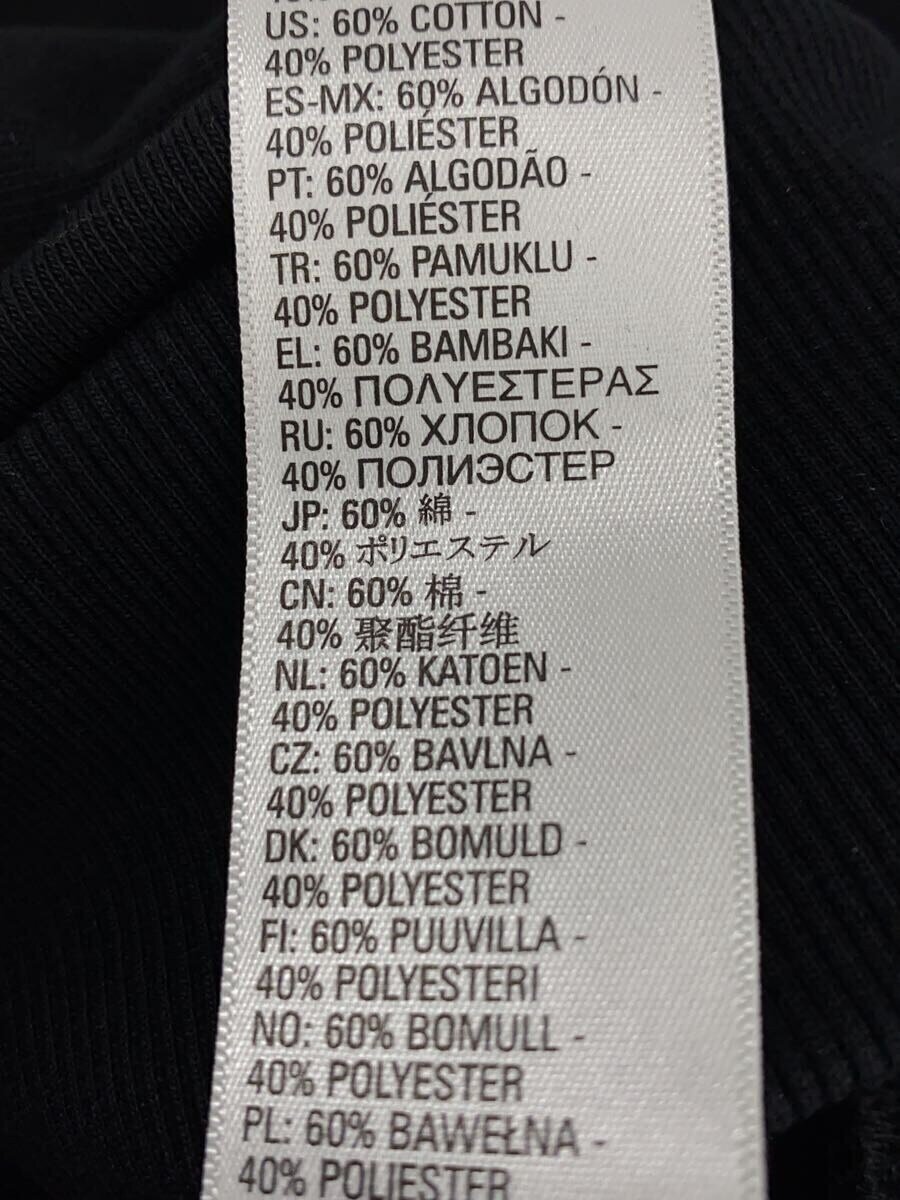 US: 60% COTTON -
40% POLYESTER
ES-MX: 60% ALGODÓN -
40% POLIÉSTER
PT: 60% ALGODÃO -
40% POLIÉSTER
TR: 60% PAMUKLU -
40% POLYESTER
EL: 60% ΒΑΜΒΑΚΙ -
40% ΠΟΛΥΕΣΤΕΡΑΣ
RU: 60% ХЛОПОК -
40% ПОЛИЭСТЕР
JP: 60% 綿 -
40% ポリエステル
CN: 60% 棉 -
40% 聚酯纤维
NL: 60% KATOEN -
40% POLYESTER
CZ: 60% BAVLNA -
40% POLYESTER
DK: 60% BOMULD -
40% POLYESTER
FI: 60% PUUVILLA -
40% POLYESTERI
NO: 60% BOMULL -
40% POLYESTER
PL: 60% BAWEŁNA -
40% POLIESTER